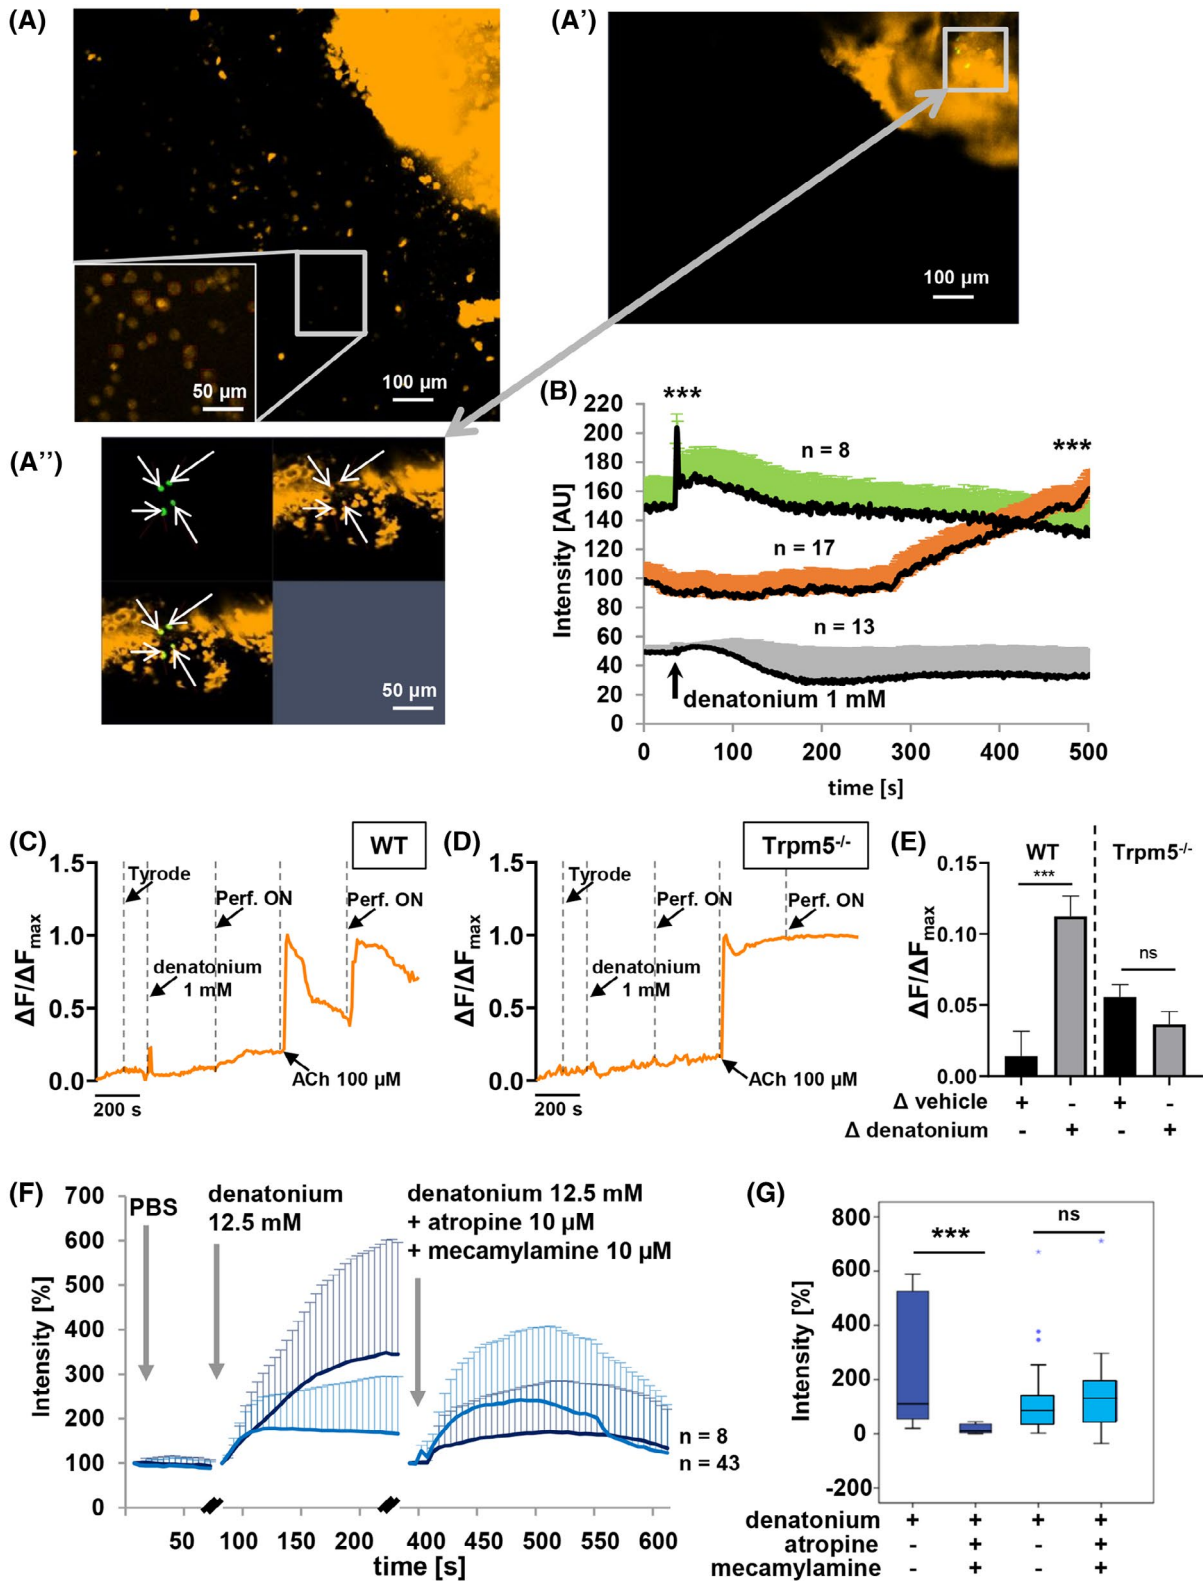 (A)
50 µm
100 µm
(A')
100 µm
(A'')
50 µm
(B)
Intensity [AU]
220
200
180
160
140
120
100
80
60
40
20
0
***
***
n = 8
n = 17
n = 13
denatonium 1 mM
0 100 200 300 400 500
time [s]
(C)
WT
ΔF/ΔFmax
1.5
1.0
0.5
0.0
Tyrode
Perf. ON
Perf. ON
denatonium
1 mM
ACh 100 µM
200 s
(D)
Trpm5-/-
ΔF/ΔFmax
1.5
1.0
0.5
0.0
Tyrode
Perf. ON
Perf. ON
denatonium
1 mM
ACh 100 µM
200 s
(E)
WT
Trpm5-/-
ΔF/ΔFmax
0.15
0.10
0.05
0.00
***
ns
Δ vehicle + - + -
Δ denatonium - + - +
(F)
Intensity [%]
700
600
500
400
300
200
100
0
PBS
denatonium
12.5 mM
denatonium 12.5 mM
+ atropine 10 µM
+ mecamylamine 10 µM
n = 8
n = 43
50 100 150 200 400 450 500 550 600
time [s]
(G)
Intensity [%]
800
600
400
200
0
-200
***
ns
denatonium + + + +
atropine - + - +
mecamylamine - + - +